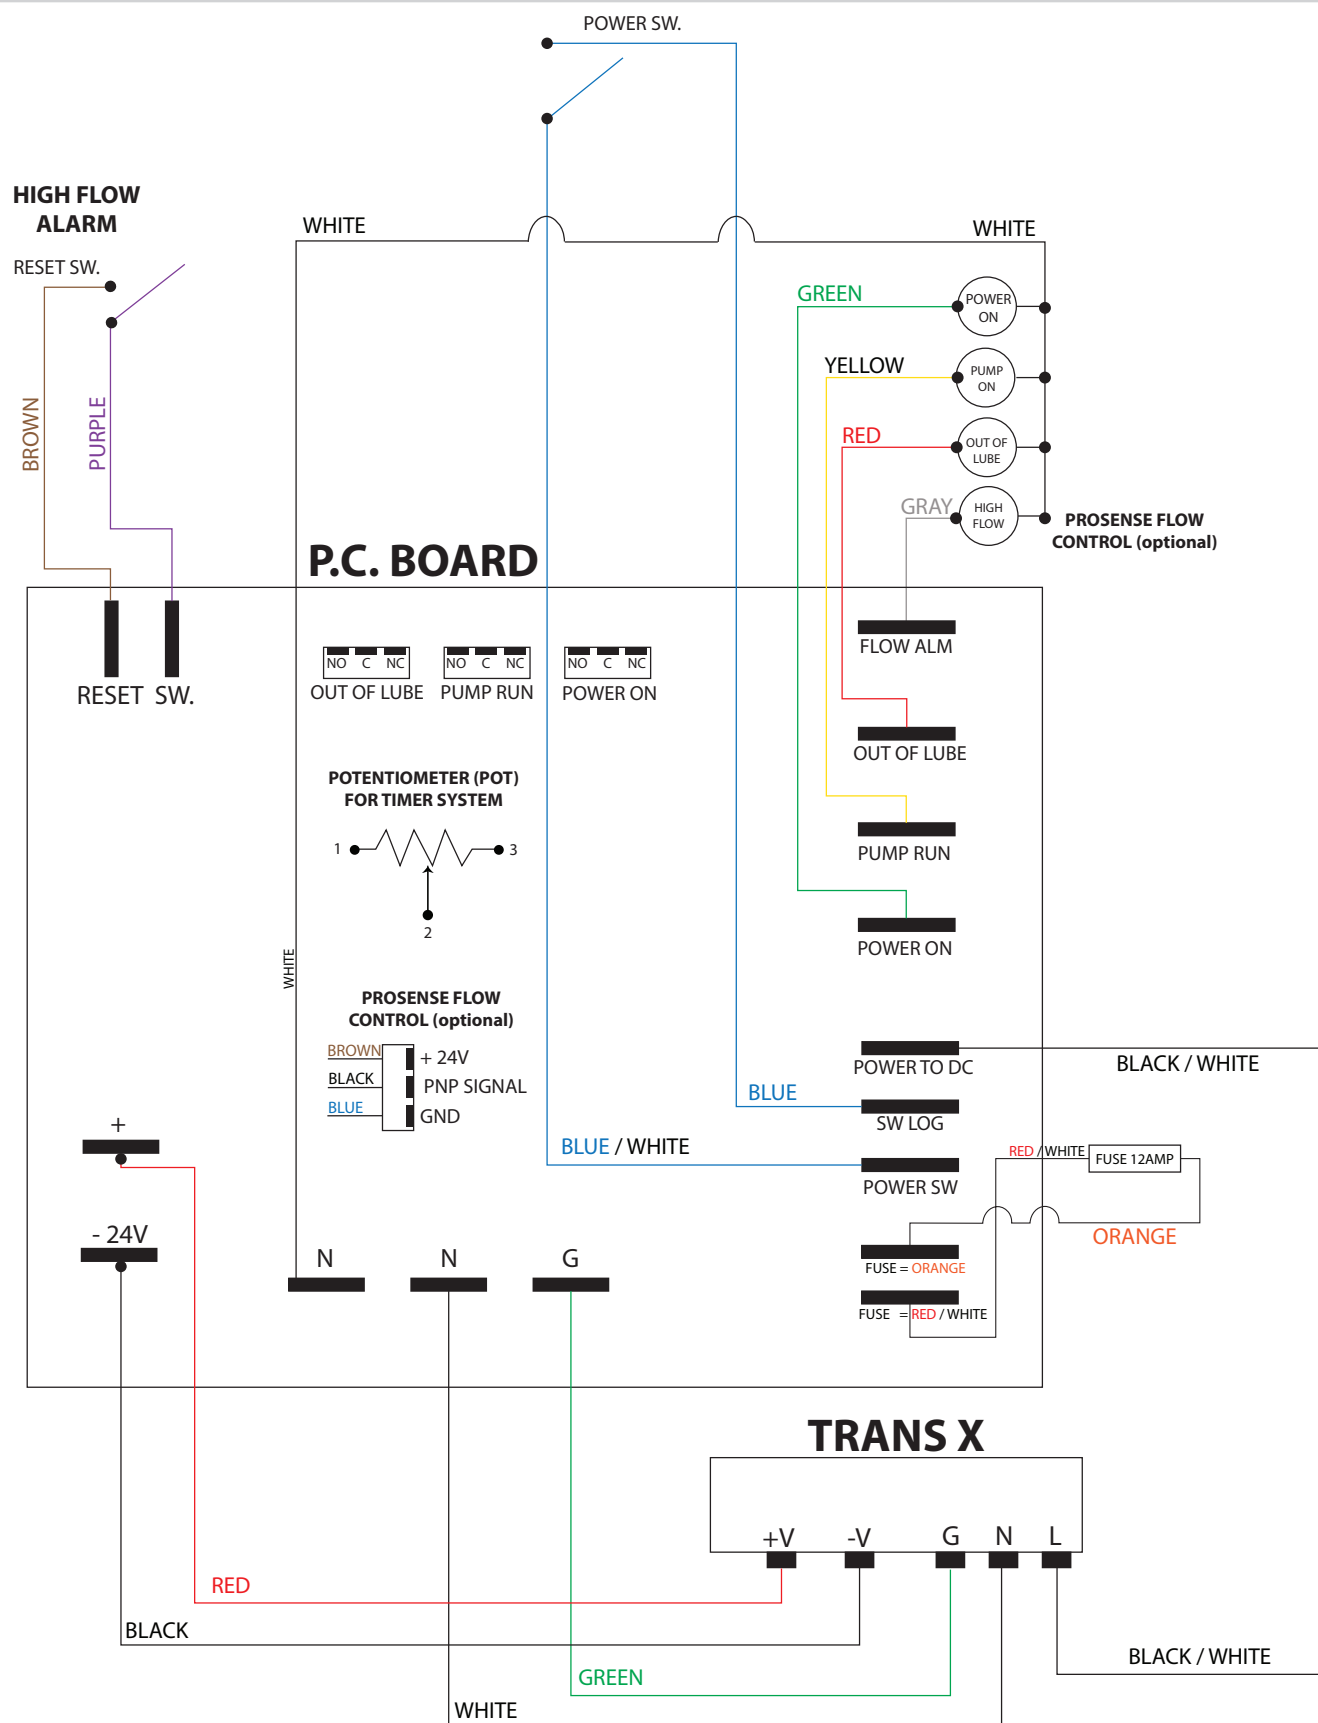 POWER SW.
HIGH FLOW
ALARM
RESET SW.
WHITE
WHITE
GREEN
POWER
ON
YELLOW
PUMP
ON
RED
OUT OF
LUBE
GRAY
HIGH
FLOW
PROSENSE FLOW
CONTROL (optional)
BROWN
PURPLE
P.C. BOARD
RESET
SW.
NO C NC
OUT OF LUBE
NO C NC
PUMP RUN
NO C NC
POWER ON
FLOW ALM
OUT OF LUBE
PUMP RUN
POWER ON
POTENTIOMETER (POT)
FOR TIMER SYSTEM
1
3
2
WHITE
PROSENSE FLOW
CONTROL (optional)
BROWN
+ 24V
BLACK
PNP SIGNAL
BLUE
GND
POWER TO DC
BLACK / WHITE
BLUE
SW LOG
BLUE / WHITE
POWER SW
RED / WHITE
FUSE 12AMP
ORANGE
FUSE = ORANGE
FUSE = RED / WHITE
+
- 24V
N
N
G
TRANS X
+V
-V
G
N
L
RED
BLACK
GREEN
WHITE
BLACK / WHITE